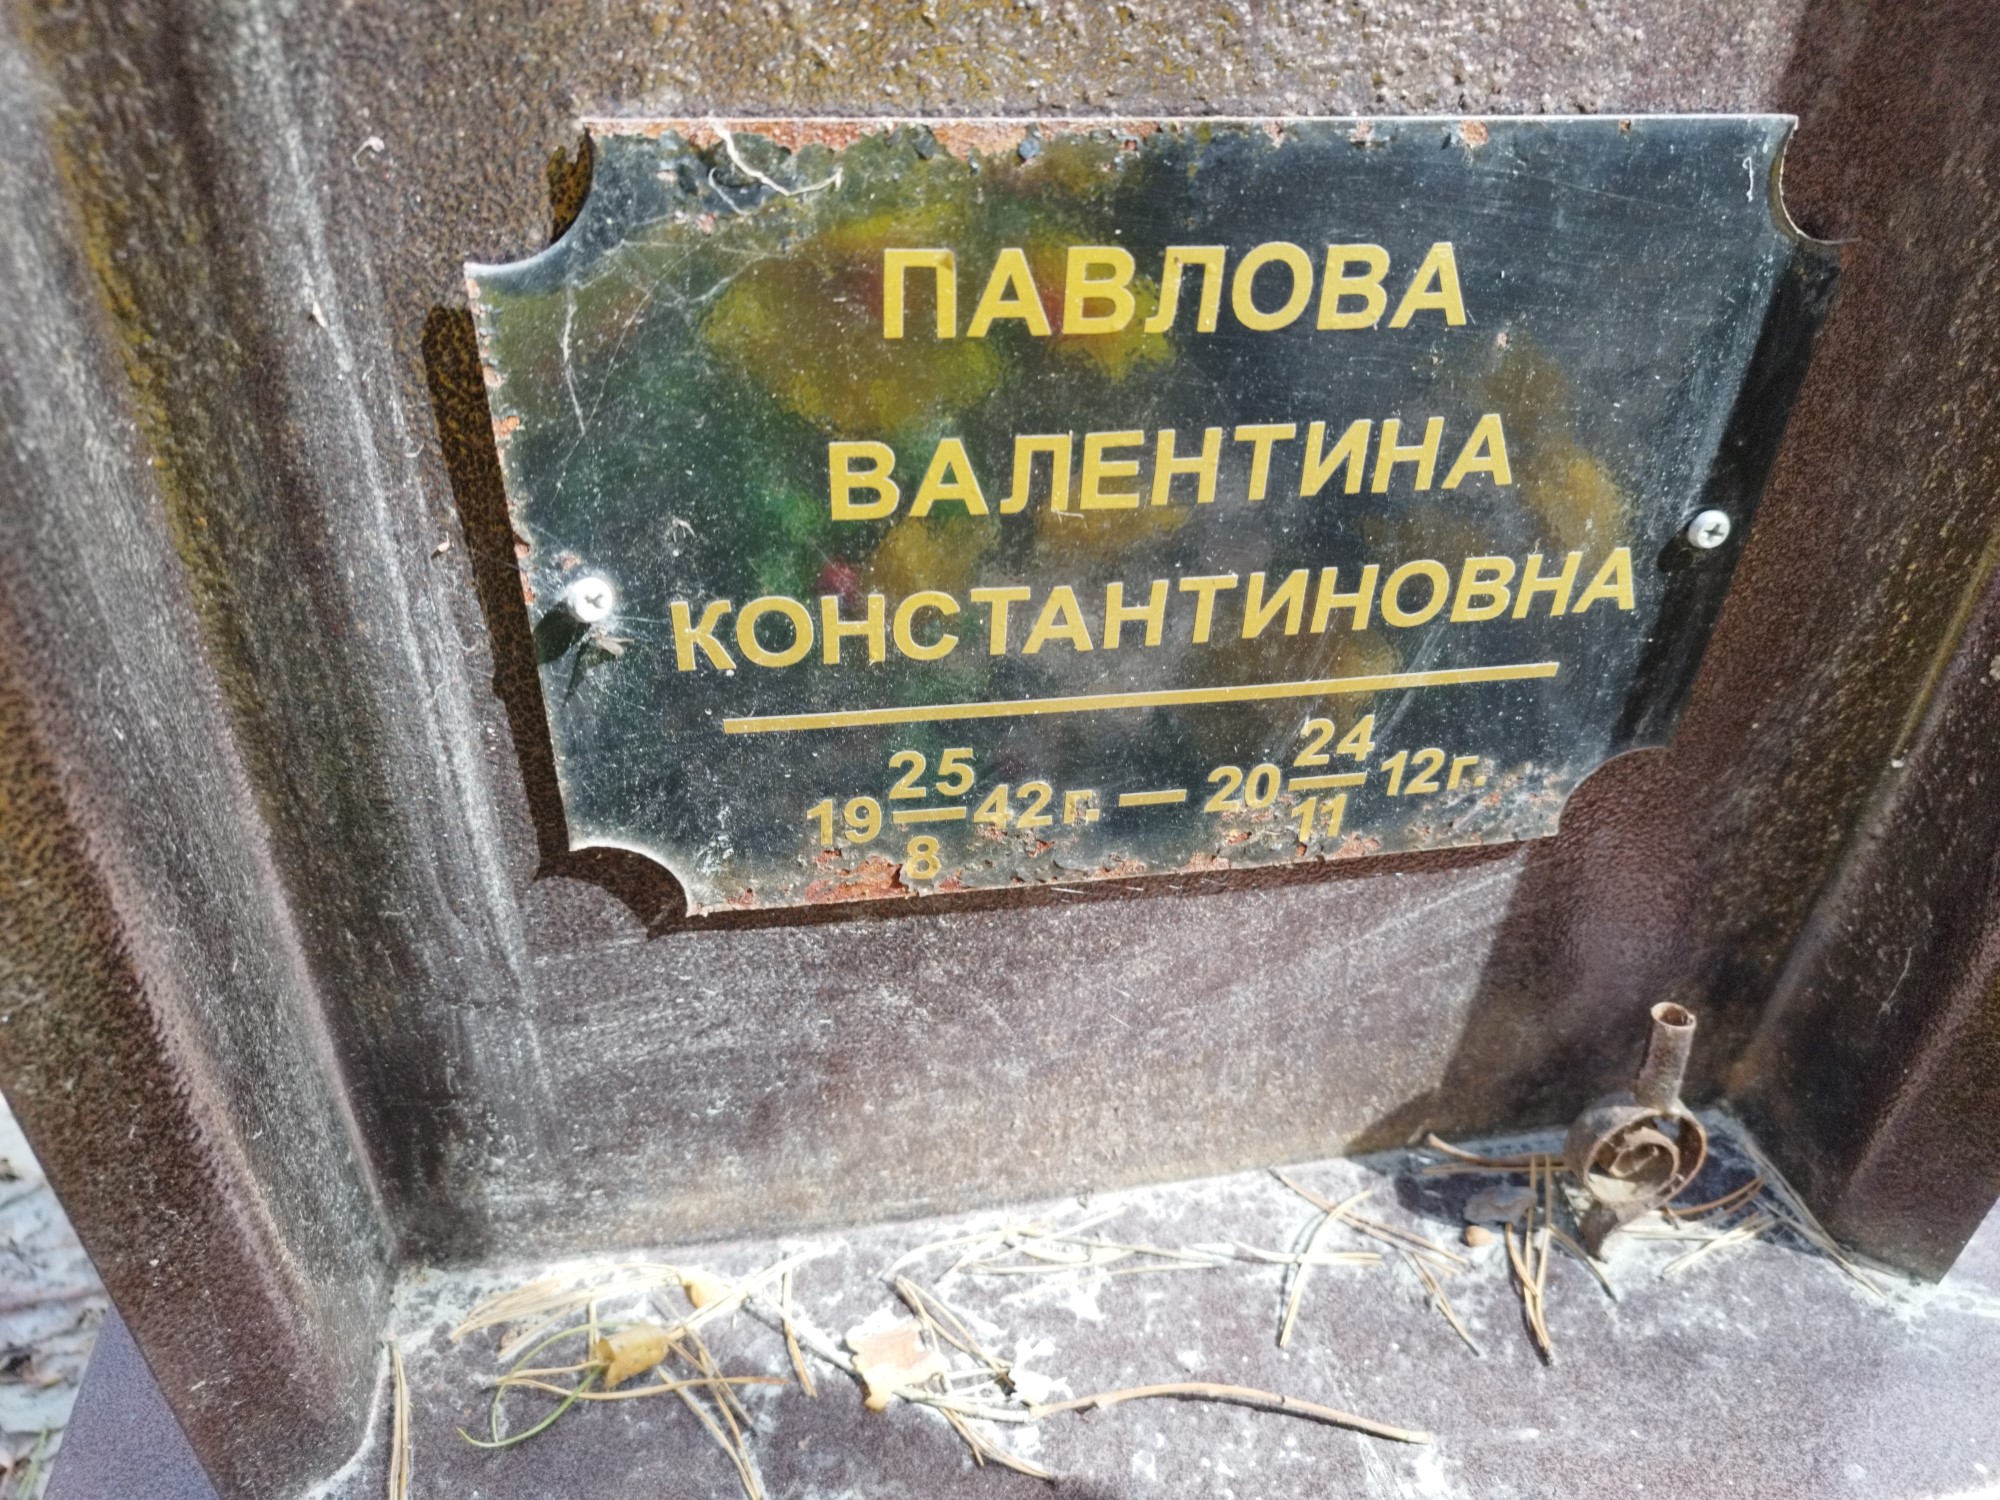 ПАВЛОВА
ВАЛЕНТИНА
КОНСТАНТИНОВНА
19 25/8 42г. — 20 24/11 12г.